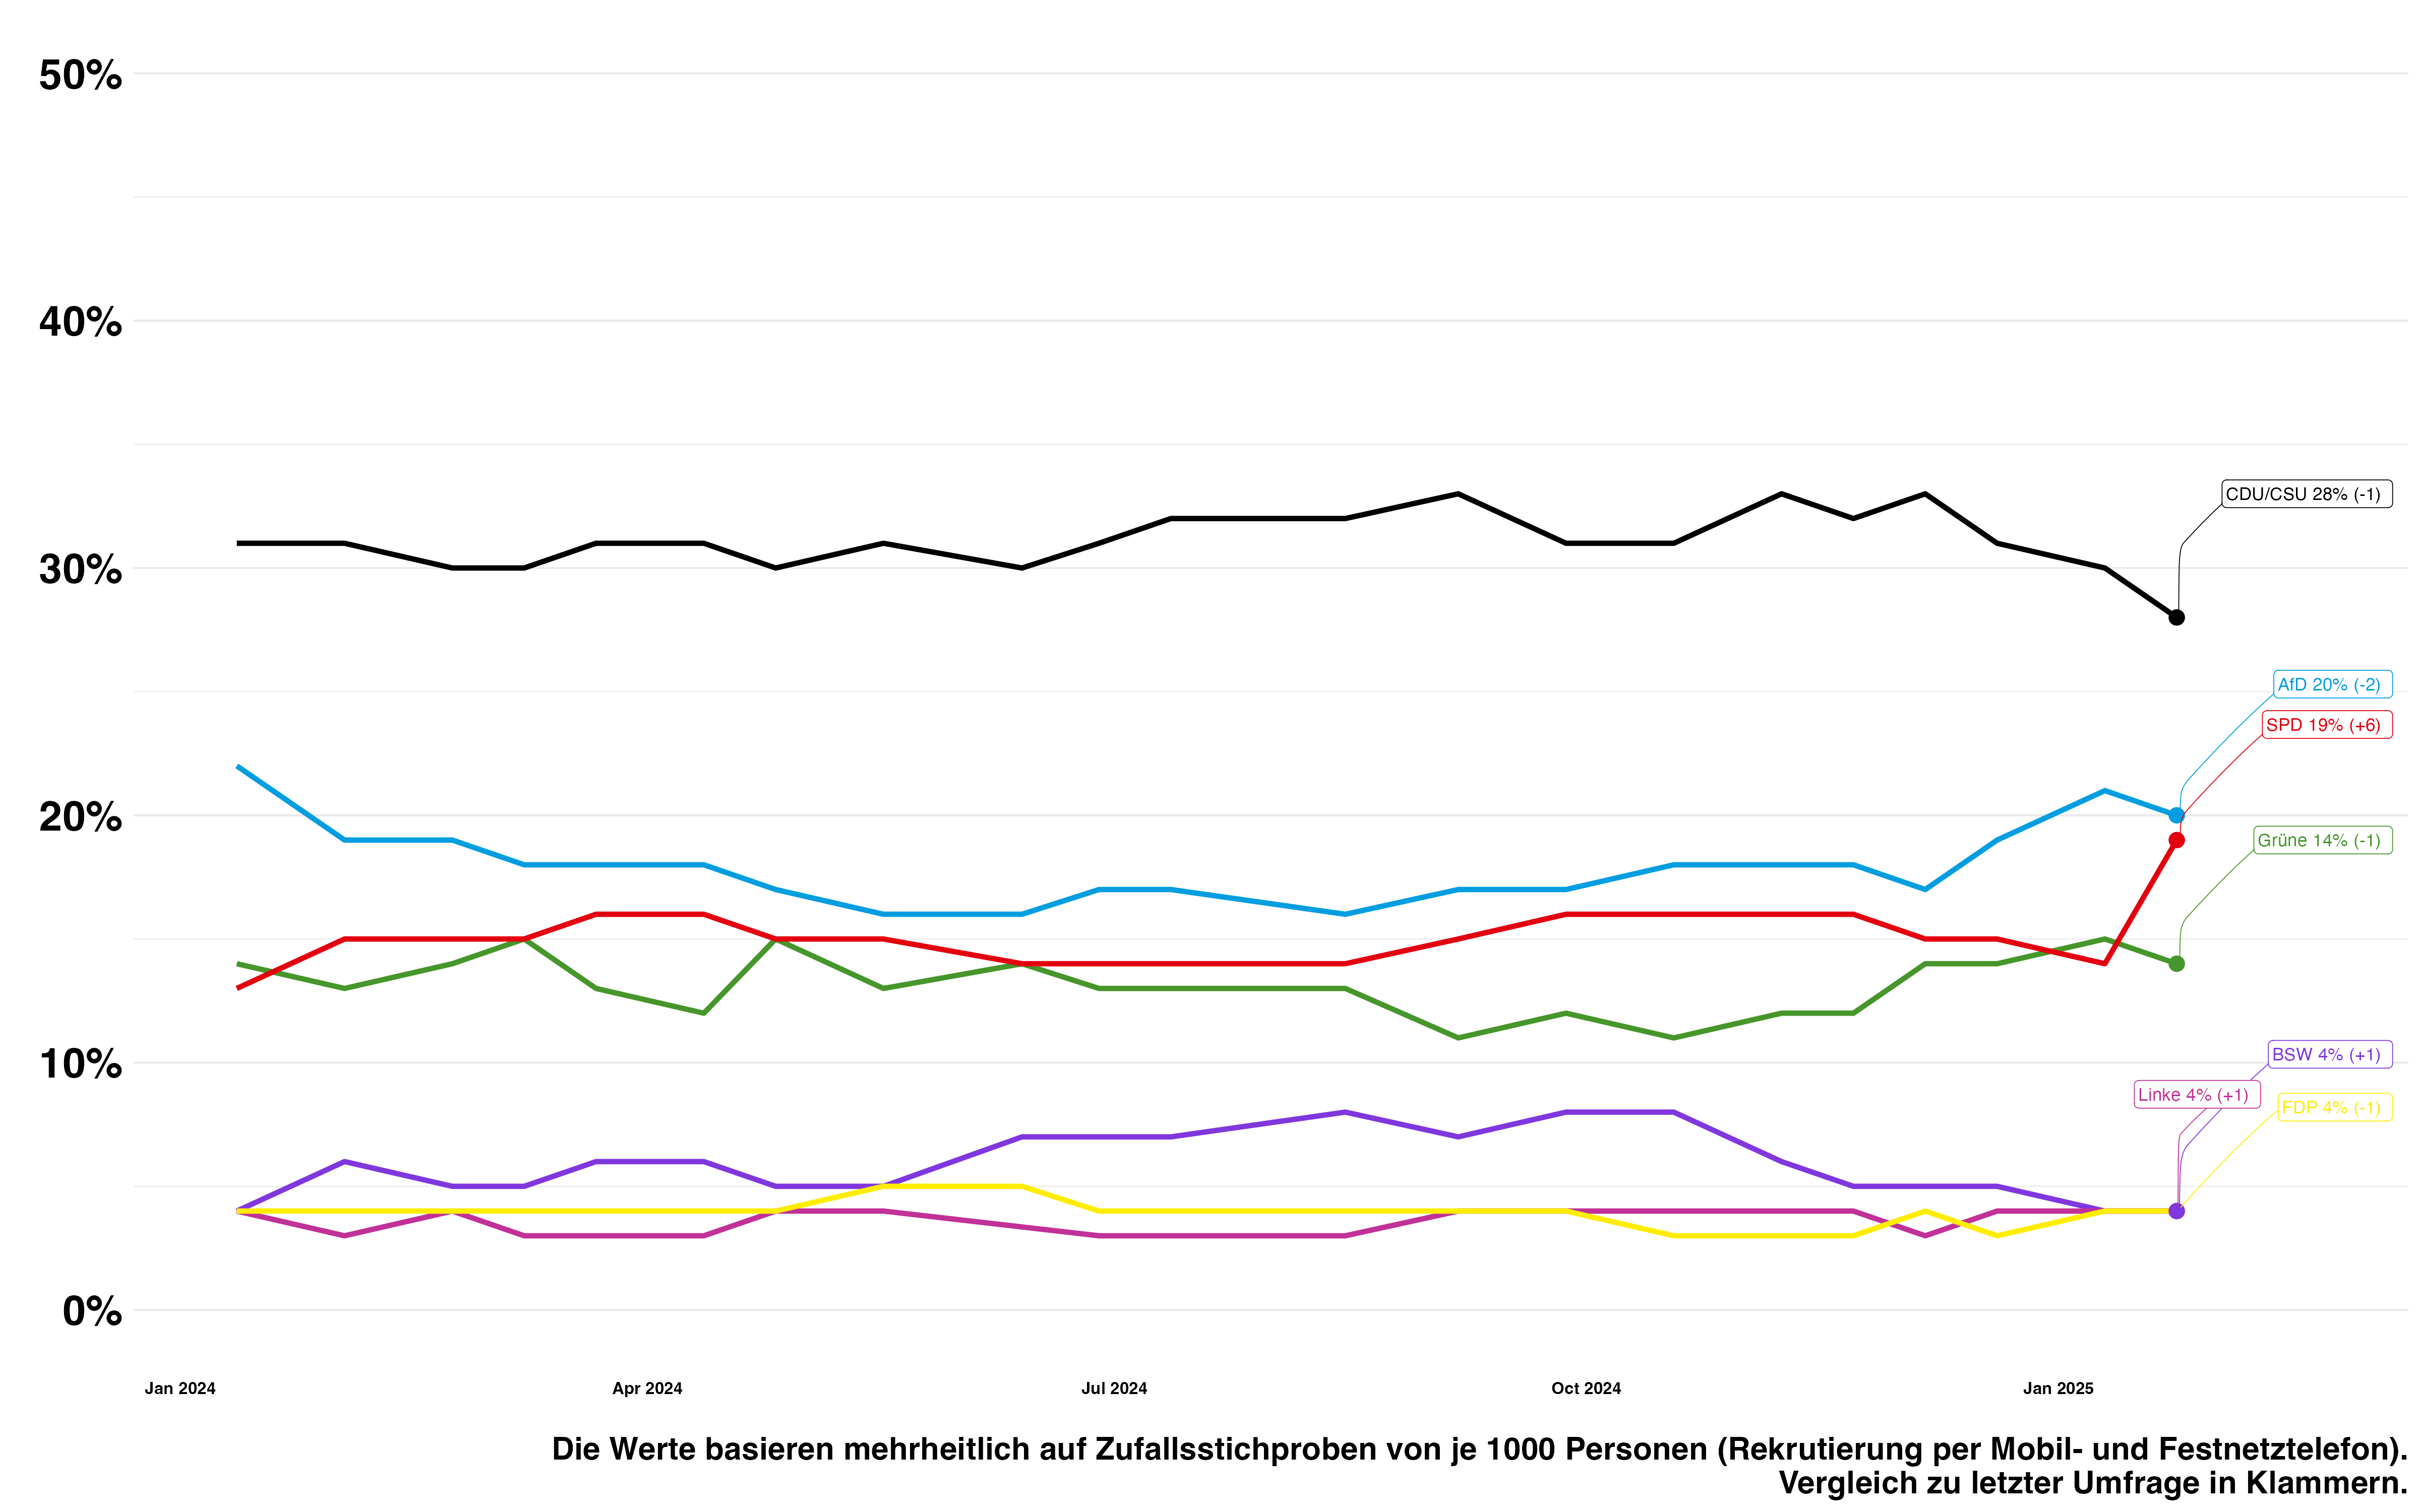 50%
40%
30%
20%
10%
0%
CDU/CSU 28% (-1)
AfD 20% (-2)
SPD 19% (+6)
Grüne 14% (-1)
BSW 4% (+1)
Linke 4% (+1)
FDP 4% (-1)
Jan 2024
Apr 2024
Jul 2024
Oct 2024
Jan 2025
Die Werte basieren mehrheitlich auf Zufallsstichproben von je 1000 Personen (Rekrutierung per Mobil- und Festnetztelefon).
Vergleich zu letzter Umfrage in Klammern.